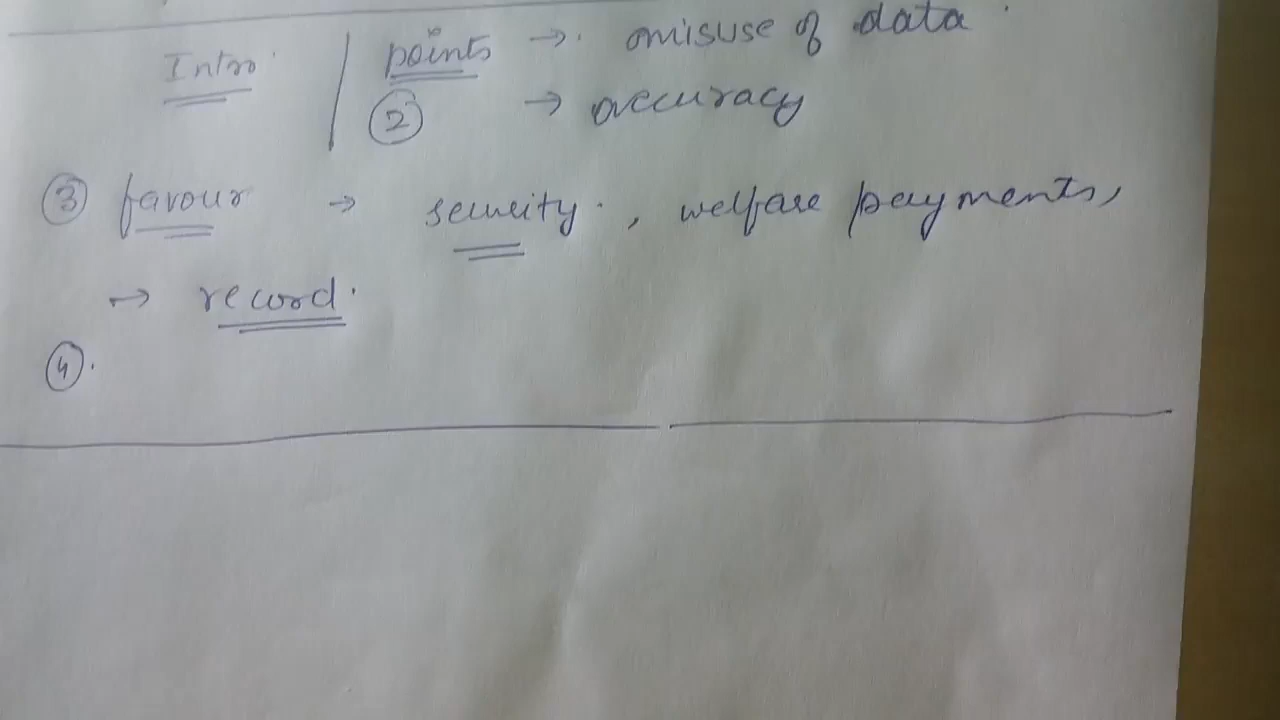 Intro | points → misuse of data
② → accuracy
③ favour → security, welfare payments,
→ record.
④.